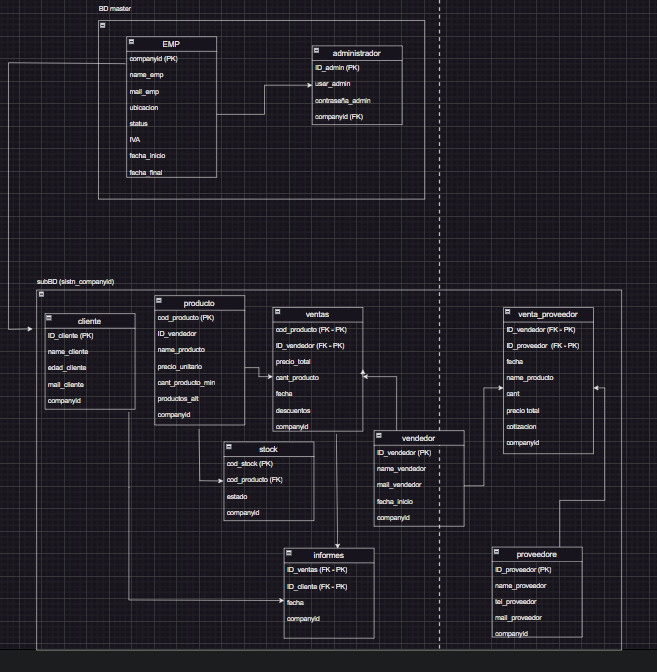 BD master
EMP
companyid (PK)
name_emp
mail_emp
ubicacion
status
IVA
fecha_inicio
fecha_final
administrador
ID_admin (PK)
user_admin
contraseña_admin
companyid (FK)
subBD (sistn_companyid)
cliente
ID_cliente (PK)
name_cliente
edad_cliente
mail_cliente
companyid
producto
cod_producto (PK)
ID_vendedor
name_producto
precio_unitario
cant_producto_min
productos_alt
companyid
ventas
cod_producto (FK - PK)
ID_vendedor (FK - PK)
precio_total
cant_producto
fecha
descuentos
companyid
venta_proveedor
ID_vendedor (FK - PK)
ID_proveedor (FK - PK)
fecha
name_producto
cant
precio total
cotizacion
companyid
stock
cod_stock (PK)
cod_producto (FK)
estado
companyid
vendedor
ID_vendedor (PK)
name_vendedor
mail_vendedor
fecha_inicio
companyid
informes
ID_ventas (FK - PK)
ID_cliente (FK - PK)
fecha
companyid
proveedore
ID_proveedor (PK)
name_proveedor
tel_proveedor
mail_proveedor
companyid